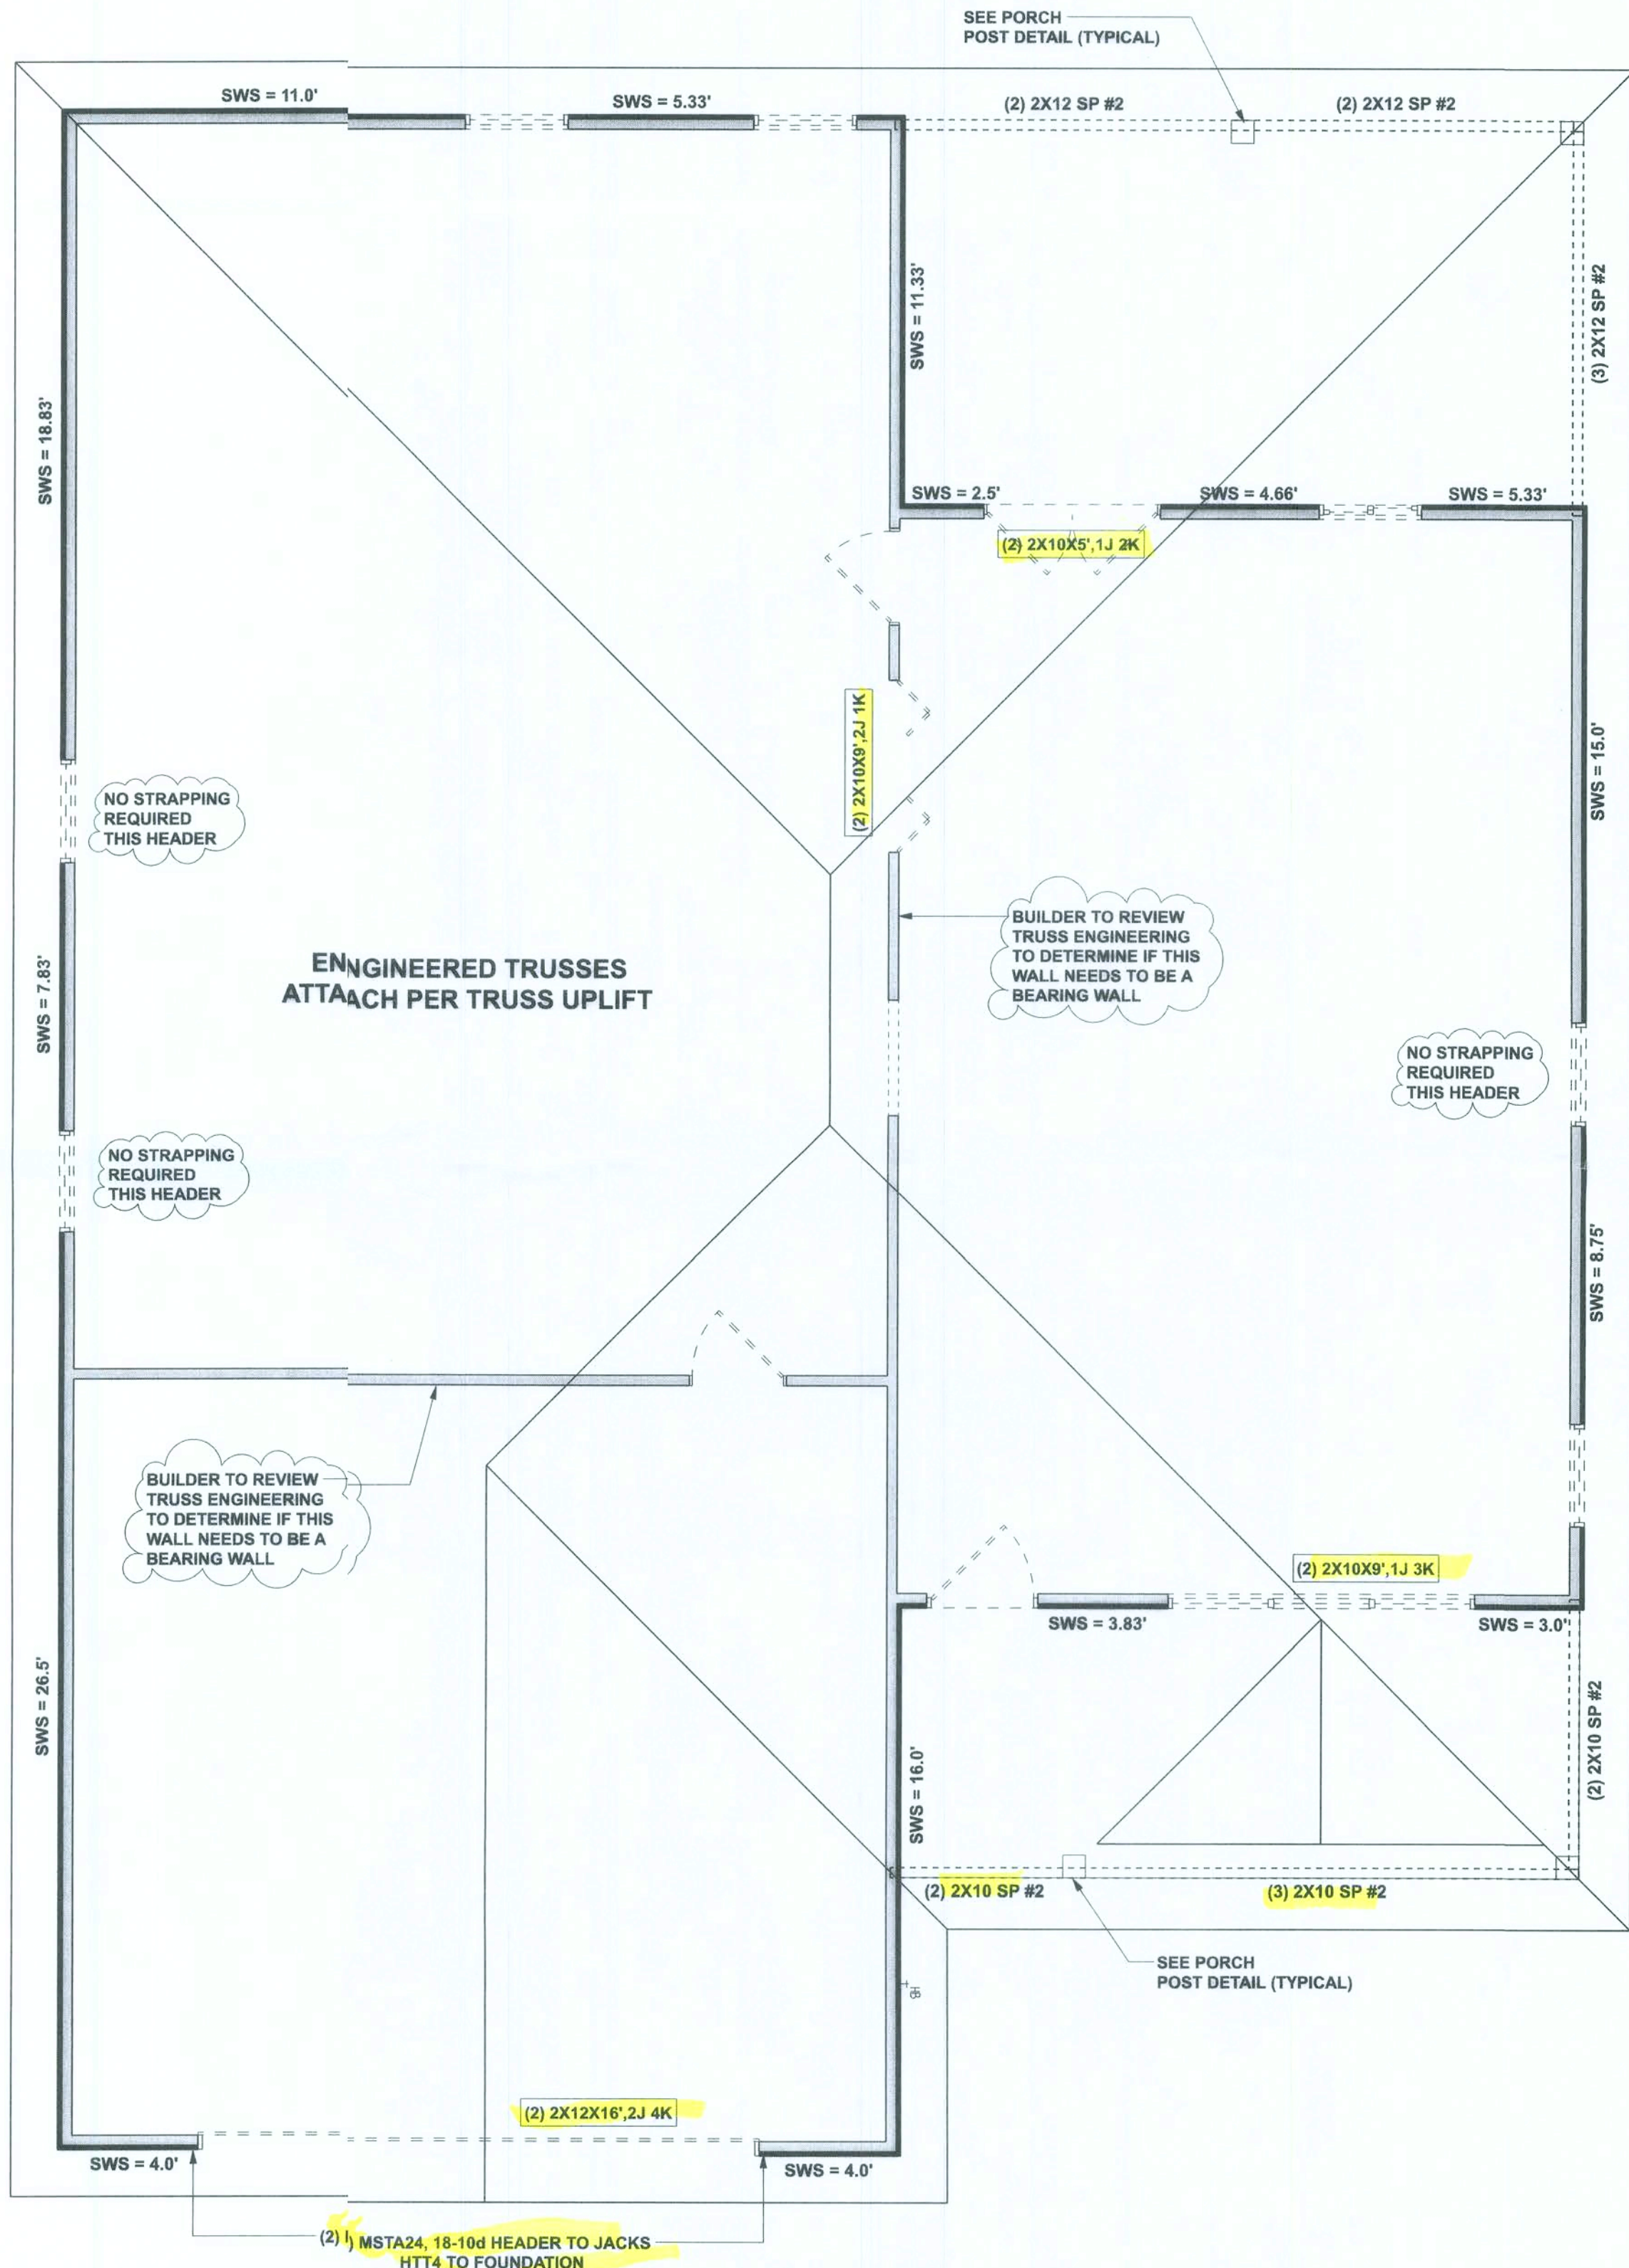 SEE PORCH
POST DETAIL (TYPICAL)
SWS = 11.0'
SWS = 5.33'
(2) 2X12 SP #2
(2) 2X12 SP #2
SWS = 11.33'
(3) 2X12 SP #2
SWS = 18.83'
SWS = 2.5'
SWS = 4.66'
SWS = 5.33'
(2) 2X10X5',1J 2K
(2) 2X10X9',2J 1K
SWS = 15.0'
NO STRAPPING
REQUIRED
THIS HEADER
BUILDER TO REVIEW
TRUSS ENGINEERING
TO DETERMINE IF THIS
WALL NEEDS TO BE A
BEARING WALL
SWS = 7.83'
ENNGINEERED TRUSSES
ATTAACH PER TRUSS UPLIFT
NO STRAPPING
REQUIRED
THIS HEADER
NO STRAPPING
REQUIRED
THIS HEADER
SWS = 8.75'
BUILDER TO REVIEW
TRUSS ENGINEERING
TO DETERMINE IF THIS
WALL NEEDS TO BE A
BEARING WALL
(2) 2X10X9',1J 3K
SWS = 3.83'
SWS = 3.0'
SWS = 26.5'
SWS = 16.0'
(2) 2X10 SP #2
(2) 2X10 SP #2
(3) 2X10 SP #2
SEE PORCH
POST DETAIL (TYPICAL)
HB
(2) 2X12X16',2J 4K
SWS = 4.0'
SWS = 4.0'
(2) MSTA24, 18-10d HEADER TO JACKS
HTT4 TO FOUNDATION